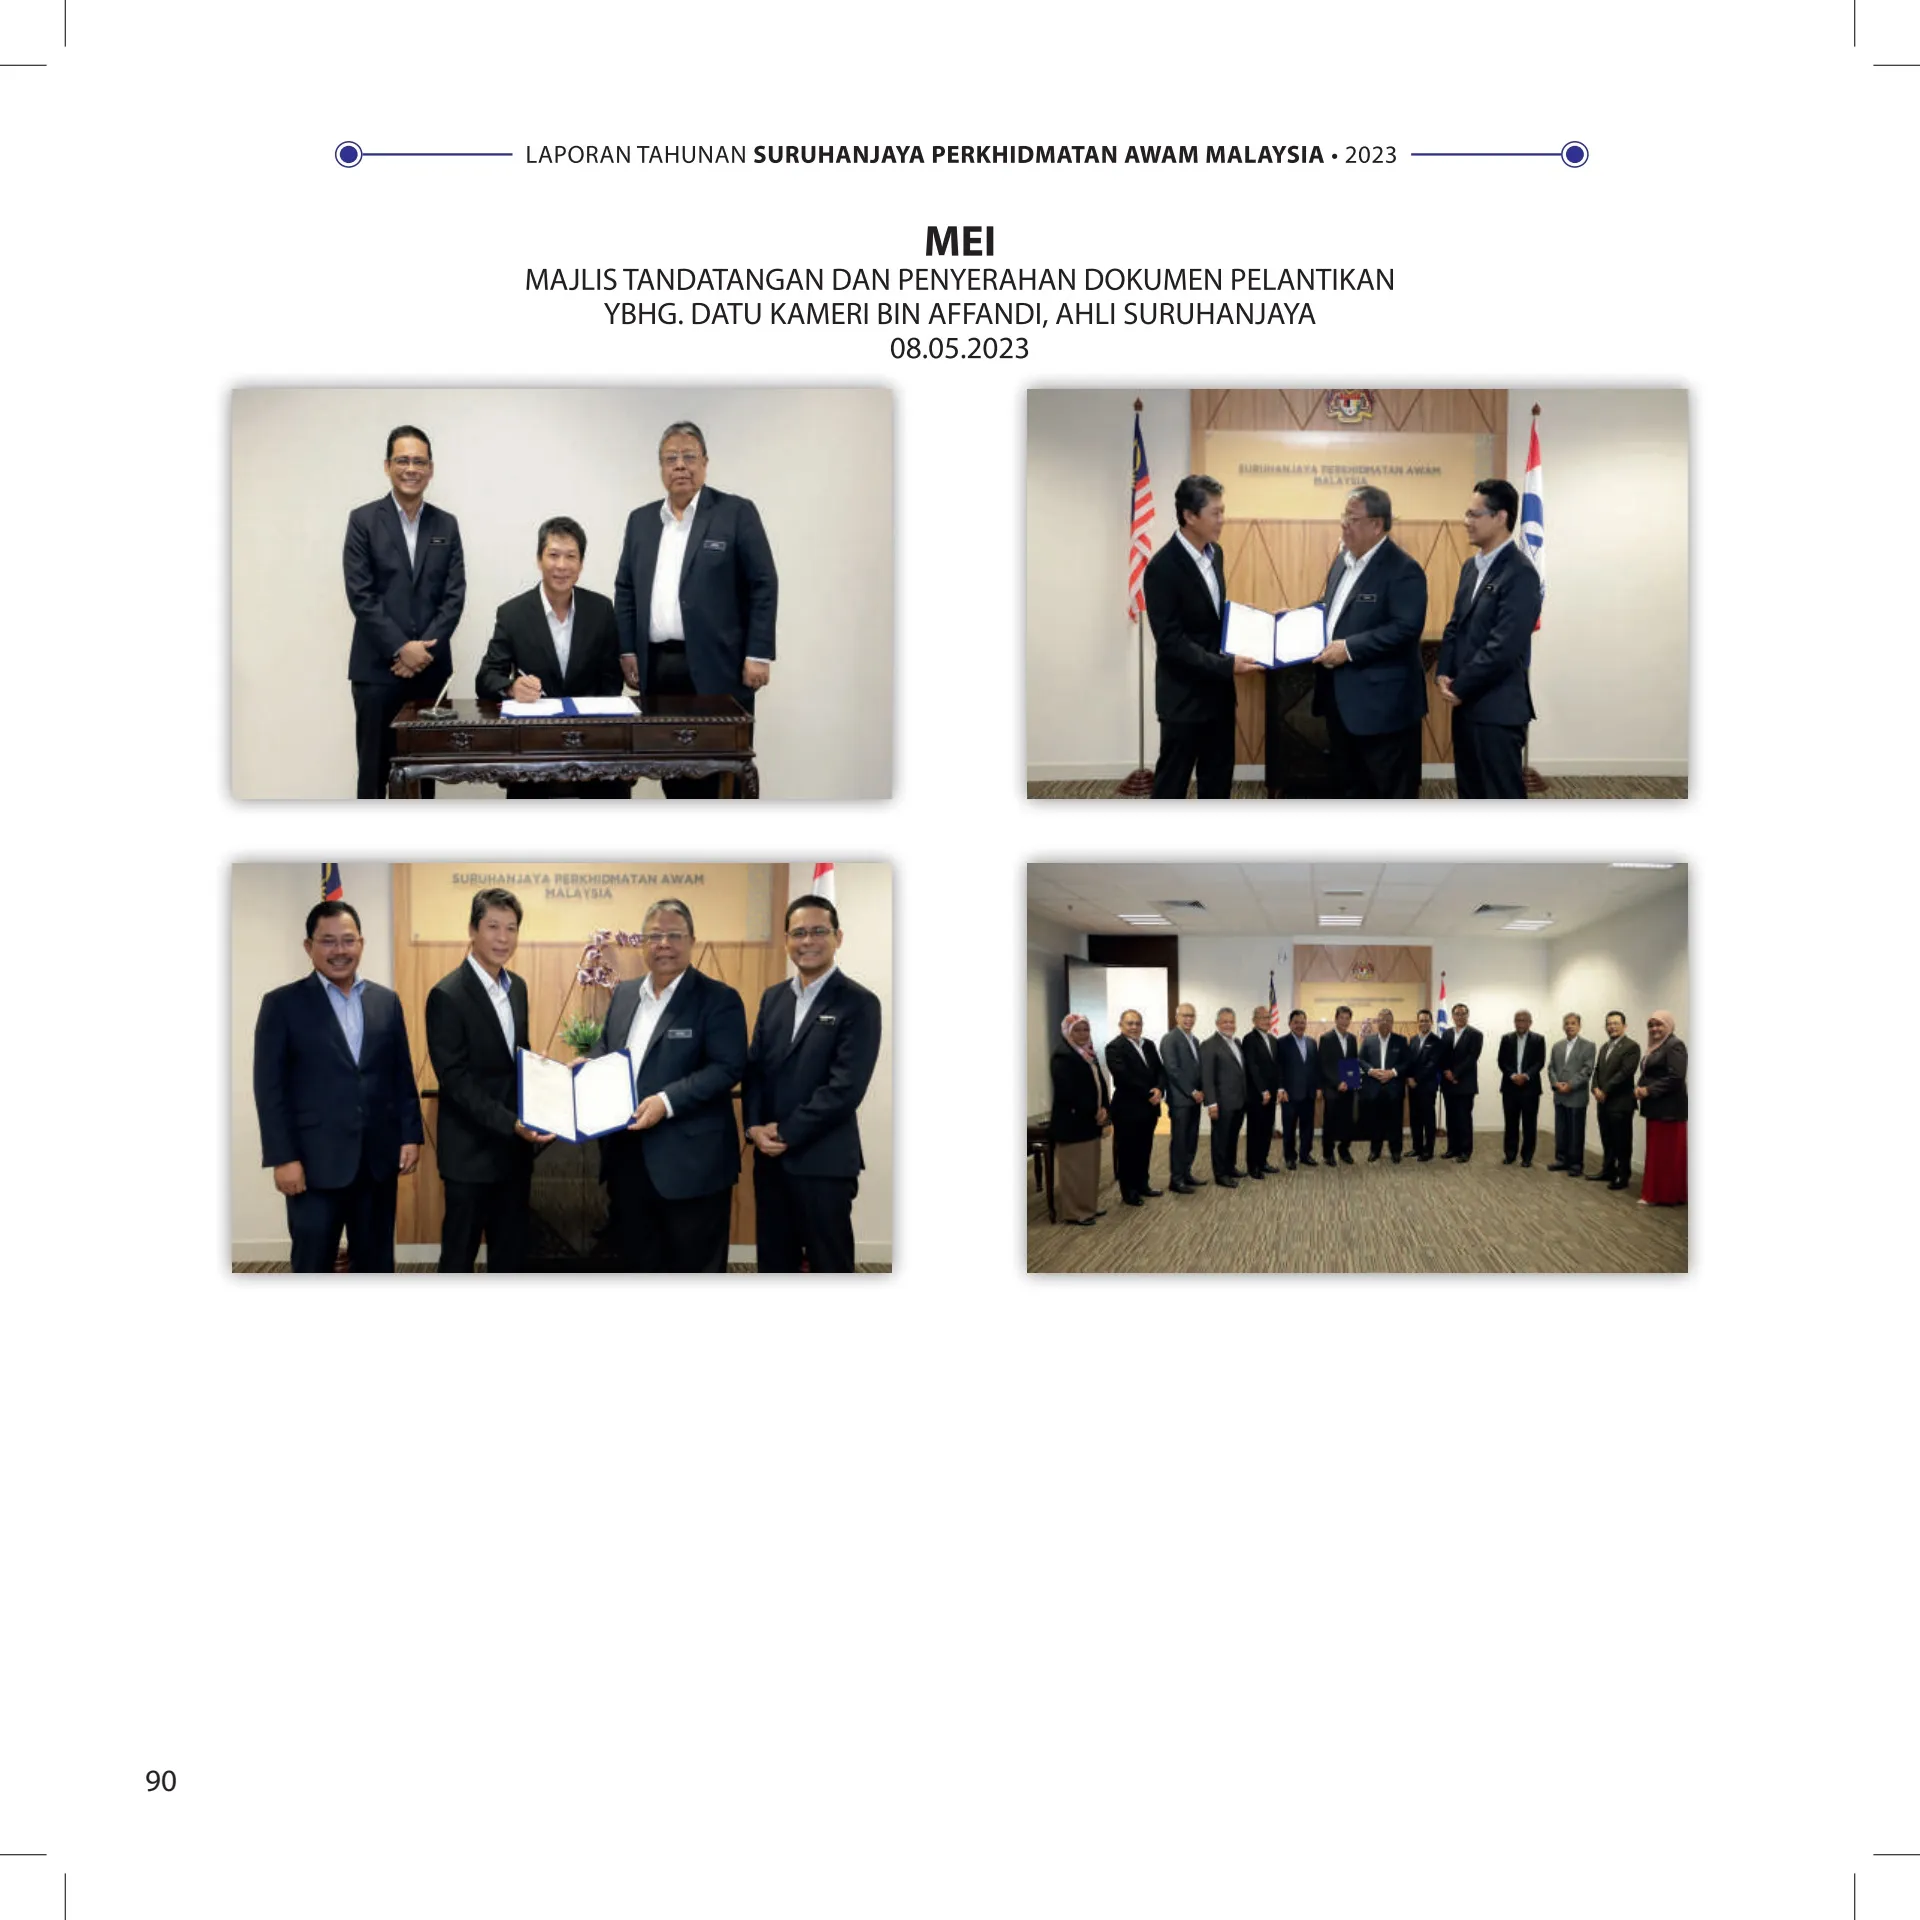 LAPORAN TAHUNAN SURUHANJAYA PERKHIDMATAN AWAM MALAYSIA • 2023
MEI
MAJLIS TANDATANGAN DAN PENYERAHAN DOKUMEN PELANTIKAN
YBHG. DATU KAMERI BIN AFFANDI, AHLI SURUHANJAYA
08.05.2023
SURUHANJAYA PERKHIDMATAN AWAM
MALAYSIA
SURUHANJAYA PERKHIDMATAN AWAM
MALAYSIA
90